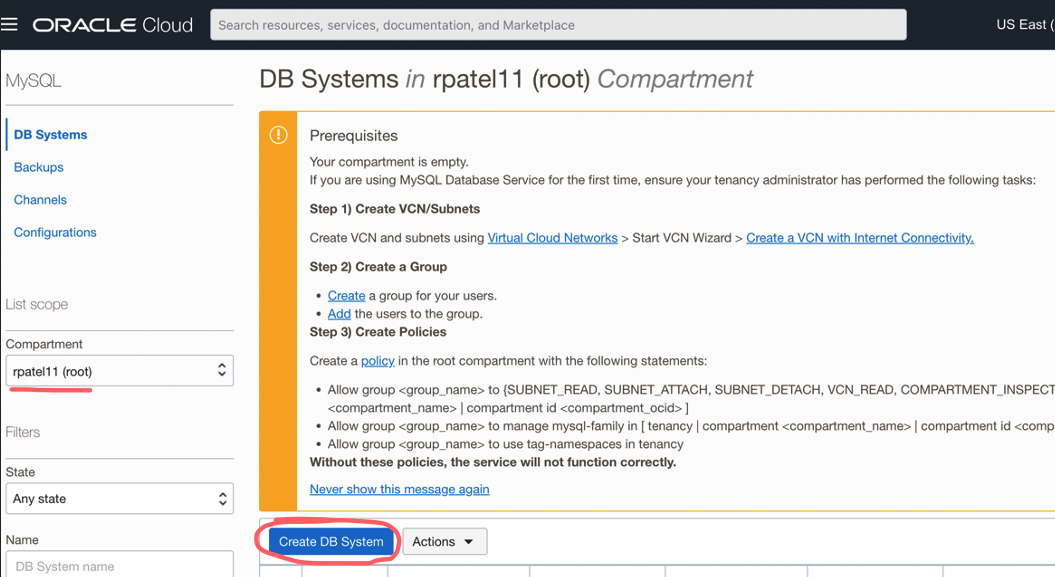 ORACLE Cloud
Search resources, services, documentation, and Marketplace
US East (
MySQL
DB Systems
Backups
Channels
Configurations
List scope
Compartment
rpatel11 (root)
Filters
State
Any state
Name
DB System name
DB Systems in rpatel11 (root) Compartment
Prerequisites
Your compartment is empty.
If you are using MySQL Database Service for the first time, ensure your tenancy administrator has performed the following tasks:
Step 1) Create VCN/Subnets
Create VCN and subnets using Virtual Cloud Networks > Start VCN Wizard > Create a VCN with Internet Connectivity.
Step 2) Create a Group
• Create a group for your users.
• Add the users to the group.
Step 3) Create Policies
Create a policy in the root compartment with the following statements:
• Allow group <group_name> to {SUBNET_READ, SUBNET_ATTACH, SUBNET_DETACH, VCN_READ, COMPARTMENT_INSPECT
<compartment_name> | compartment id <compartment_ocid> ]
• Allow group <group_name> to manage mysql-family in [ tenancy | compartment <compartment_name> | compartment id <comp
• Allow group <group_name> to use tag-namespaces in tenancy
Without these policies, the service will not function correctly.
Never show this message again
Create DB System
Actions